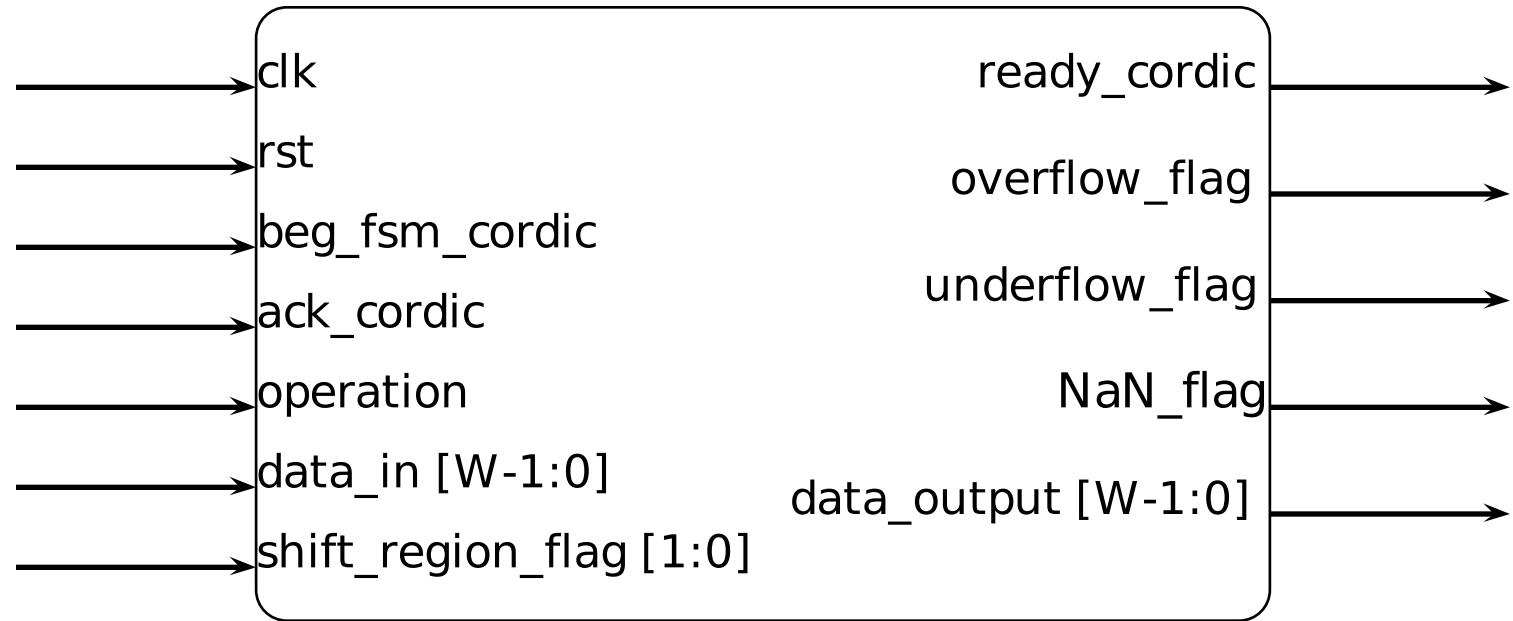 clk
rst
beg_fsm_cordic
ack_cordic
operation
data_in [W-1:0]
shift_region_flag [1:0]
ready_cordic
overflow_flag
underflow_flag
NaN_flag
data_output [W-1:0]